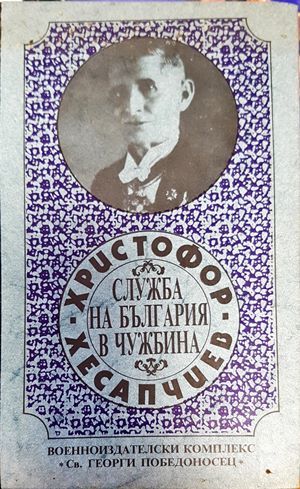 ХРИСТОФОР
ХЕСАПЧИЕВ
СЛУЖБА
НА БЪЛГАРИЯ
В ЧУЖБИНА
ВОЕННОИЗДАТЕЛСКИ КОМПЛЕКС
* СВ. ГЕОРГИ ПОБЕДОНОСЕЦ *